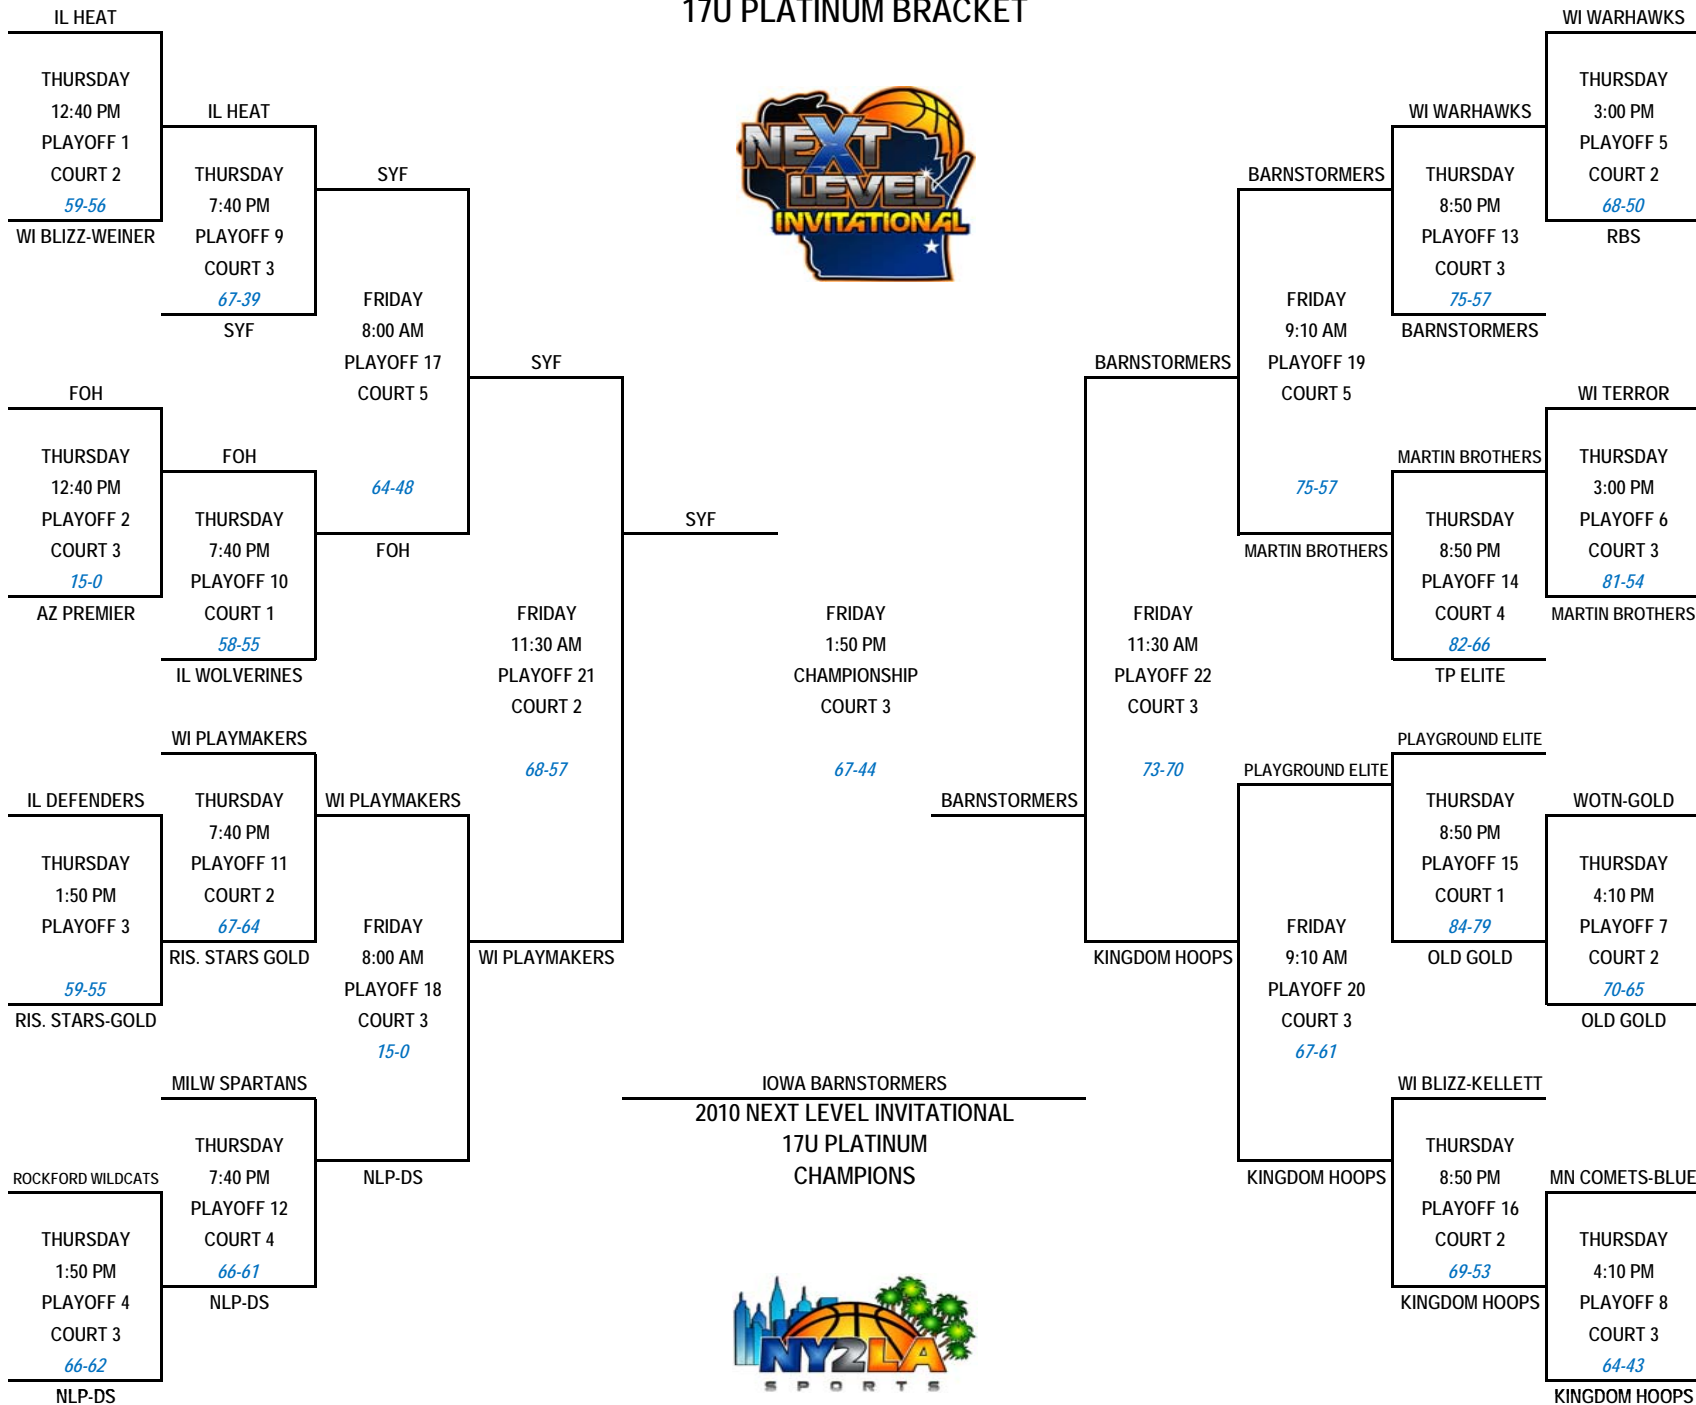 17U PLATINUM BRACKET
IL HEAT
THURSDAY
12:40 PM
PLAYOFF 1
COURT 2
59-56
WI BLIZZ-WEINER
FOH
THURSDAY
12:40 PM
PLAYOFF 2
COURT 3
15-0
AZ PREMIER
IL DEFENDERS
THURSDAY
1:50 PM
PLAYOFF 3
59-55
RIS. STARS-GOLD
ROCKFORD WILDCATS
THURSDAY
1:50 PM
PLAYOFF 4
COURT 3
66-62
NLP-DS
IL HEAT
THURSDAY
7:40 PM
PLAYOFF 9
COURT 3
67-39
SYF
FOH
THURSDAY
7:40 PM
PLAYOFF 10
COURT 1
58-55
IL WOLVERINES
WI PLAYMAKERS
THURSDAY
7:40 PM
PLAYOFF 11
COURT 2
67-64
RIS. STARS GOLD
MILW SPARTANS
THURSDAY
7:40 PM
PLAYOFF 12
COURT 4
66-61
NLP-DS
SYF
FRIDAY
8:00 AM
PLAYOFF 17
COURT 5
64-48
FOH
WI PLAYMAKERS
FRIDAY
8:00 AM
PLAYOFF 18
COURT 3
15-0
NLP-DS
SYF
FRIDAY
11:30 AM
PLAYOFF 21
COURT 2
68-57
WI PLAYMAKERS
NEXT
LEVEL
INVITATIONAL
SYF
FRIDAY
1:50 PM
CHAMPIONSHIP
COURT 3
67-44
BARNSTORMERS
IOWA BARNSTORMERS
2010 NEXT LEVEL INVITATIONAL
17U PLATINUM
CHAMPIONS
NY2LA
SPORTS
BARNSTORMERS
FRIDAY
11:30 AM
PLAYOFF 22
COURT 3
73-70
KINGDOM HOOPS
BARNSTORMERS
FRIDAY
9:10 AM
PLAYOFF 19
COURT 5
75-57
MARTIN BROTHERS
PLAYGROUND ELITE
FRIDAY
9:10 AM
PLAYOFF 20
COURT 3
67-61
KINGDOM HOOPS
WI WARHAWKS
THURSDAY
8:50 PM
PLAYOFF 13
COURT 3
75-57
BARNSTORMERS
MARTIN BROTHERS
THURSDAY
8:50 PM
PLAYOFF 14
COURT 4
82-66
TP ELITE
PLAYGROUND ELITE
THURSDAY
8:50 PM
PLAYOFF 15
COURT 1
84-79
OLD GOLD
WI BLIZZ-KELLETT
THURSDAY
8:50 PM
PLAYOFF 16
COURT 2
69-53
KINGDOM HOOPS
WI WARHAWKS
THURSDAY
3:00 PM
PLAYOFF 5
COURT 2
68-50
RBS
WI TERROR
THURSDAY
3:00 PM
PLAYOFF 6
COURT 3
81-54
MARTIN BROTHERS
WOTN-GOLD
THURSDAY
4:10 PM
PLAYOFF 7
COURT 2
70-65
OLD GOLD
MN COMETS-BLUE
THURSDAY
4:10 PM
PLAYOFF 8
COURT 3
64-43
KINGDOM HOOPS